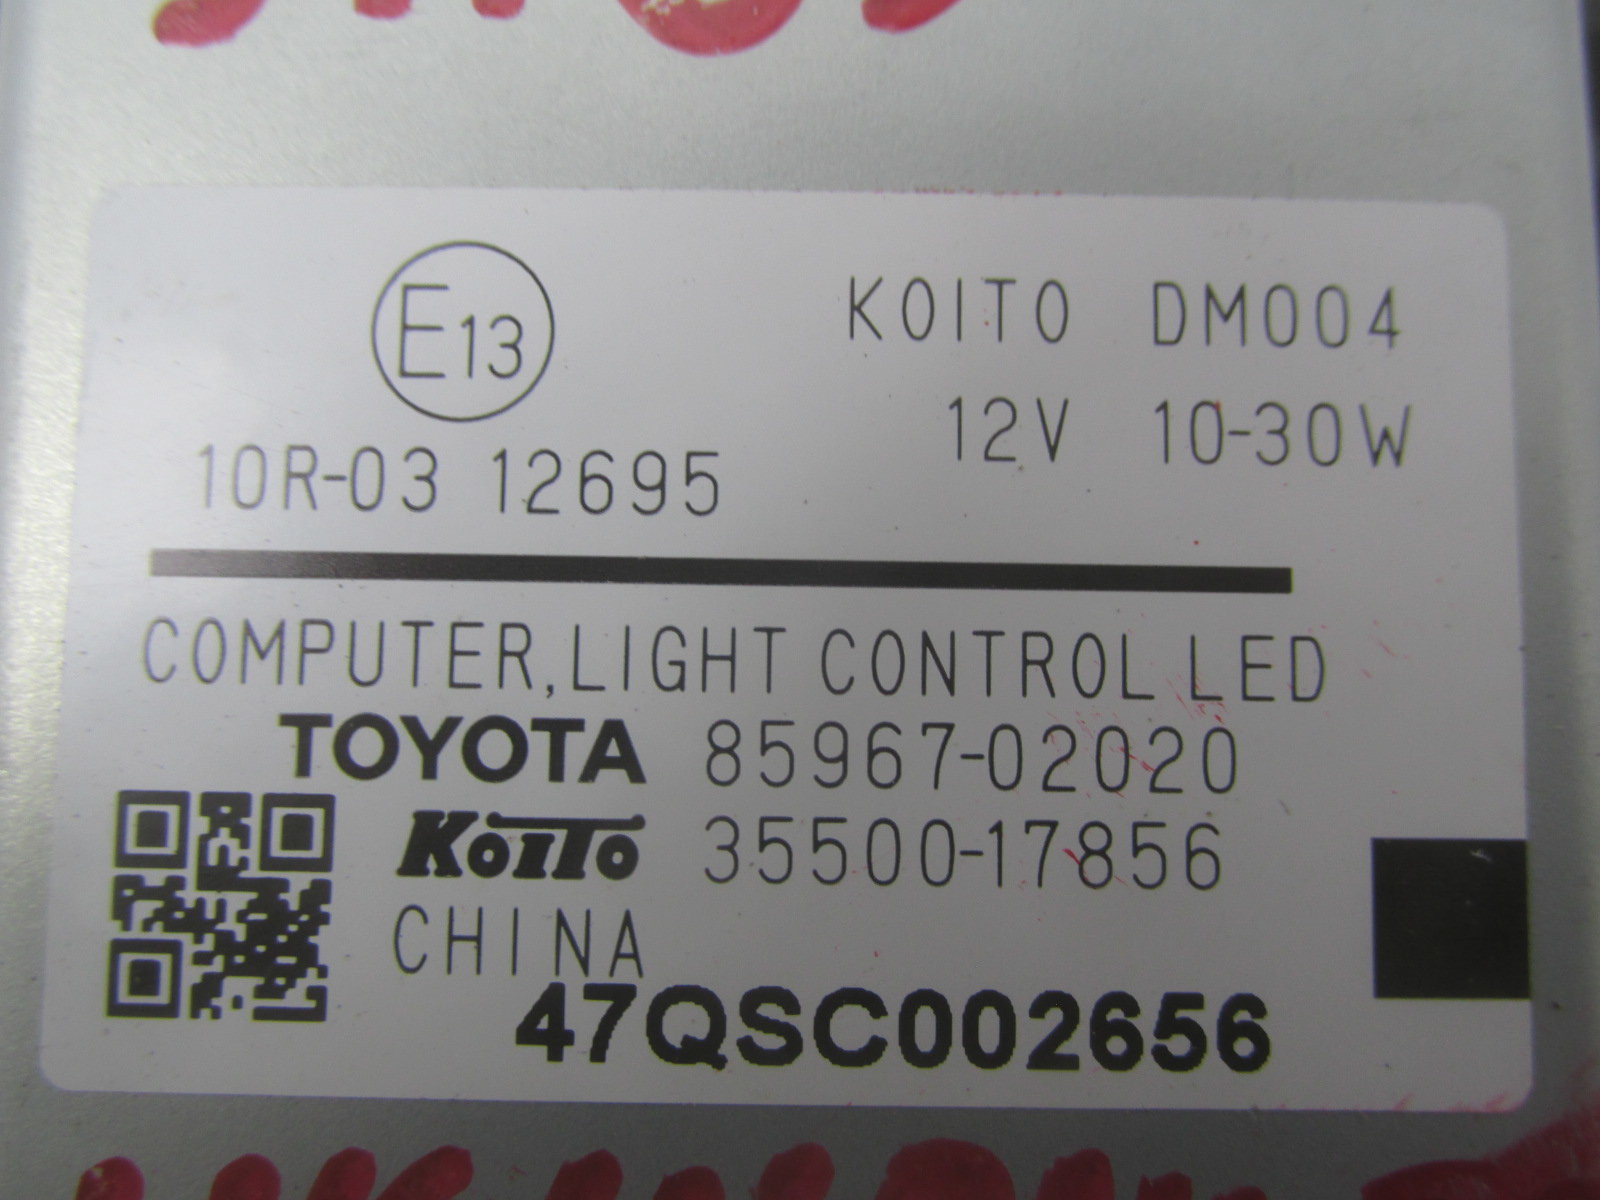 E13
KOITO DM004
12V 10-30W
10R-03 12695
COMPUTER,LIGHT CONTROL LED
TOYOTA 85967-02020
KoiTo 35500-17856
CHINA
47QSC002656